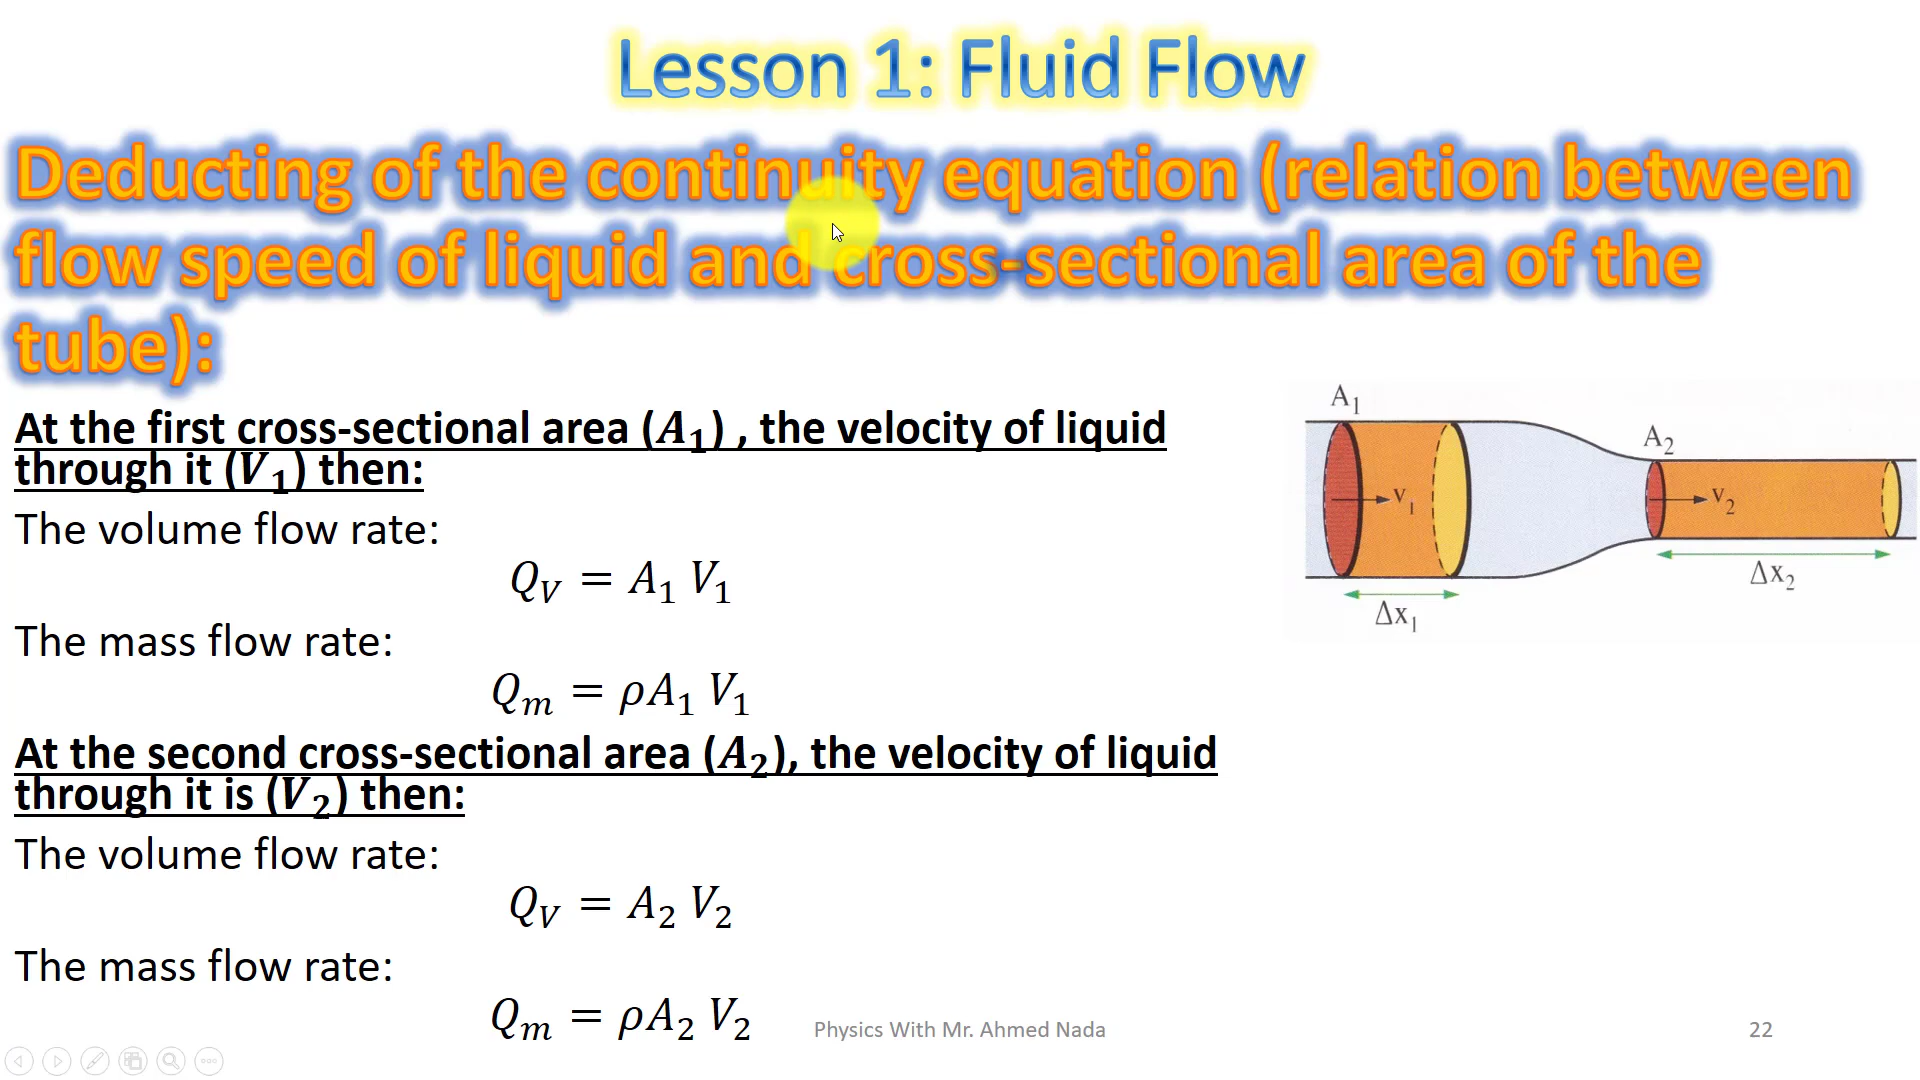 Lesson 1: Fluid Flow
Deducting of the continuity equation (relation between
flow speed of liquid and cross-sectional area of the
tube):
At the first cross-sectional area (A₁) , the velocity of liquid
through it (V₁) then:
The volume flow rate:
Q_V = A₁ V₁
The mass flow rate:
Q_m = ρA₁ V₁
At the second cross-sectional area (A₂), the velocity of liquid
through it is (V₂) then:
The volume flow rate:
Q_V = A₂ V₂
The mass flow rate:
Q_m = ρA₂ V₂
A₁
A₂
v₁
v₂
Δx₁
Δx₂
Physics With Mr. Ahmed Nada
22